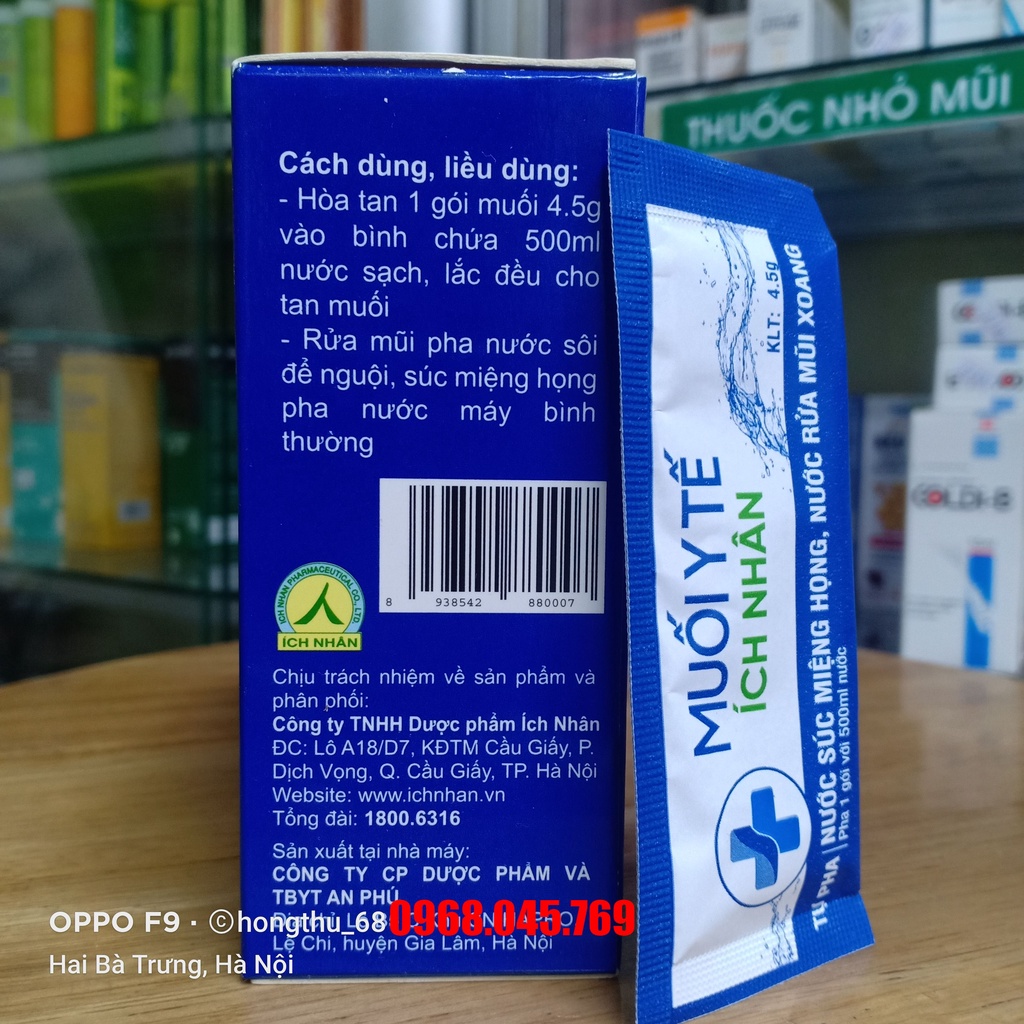 THUỐC NHỎ MŨI
Cách dùng, liều dùng:
- Hòa tan 1 gói muối 4.5g
vào bình chứa 500ml
nước sạch, lắc đều cho
tan muối
- Rửa mũi pha nước sôi
để nguội, súc miệng họng
pha nước máy bình
thường
8 938542 880007
ICH NHAN PHARMACEUTICAL CO., LTD
ÍCH NHÂN
Chịu trách nhiệm về sản phẩm và
phân phối:
Công ty TNHH Dược phẩm Ích Nhân
ĐC: Lô A18/D7, KĐTM Cầu Giấy, P.
Dịch Vọng, Q. Cầu Giấy, TP. Hà Nội
Website: www.ichnhan.vn
Tổng đài: 1800.6316
Sản xuất tại nhà máy:
CÔNG TY CP DƯỢC PHẨM VÀ
TBYT AN PHÚ
Lệ Chi, huyện Gia Lâm, Hà Nội
KLT: 4.5g
MUỐI Y TẾ
ÍCH NHÂN
TỰ PHA | NƯỚC SÚC MIỆNG HỌNG, NƯỚC RỬA MŨI XOANG
Pha 1 gói với 500ml nước
COLDI-B
OPPO F9 · ©hongthu_68
0968.045.769
Hai Bà Trưng, Hà Nội